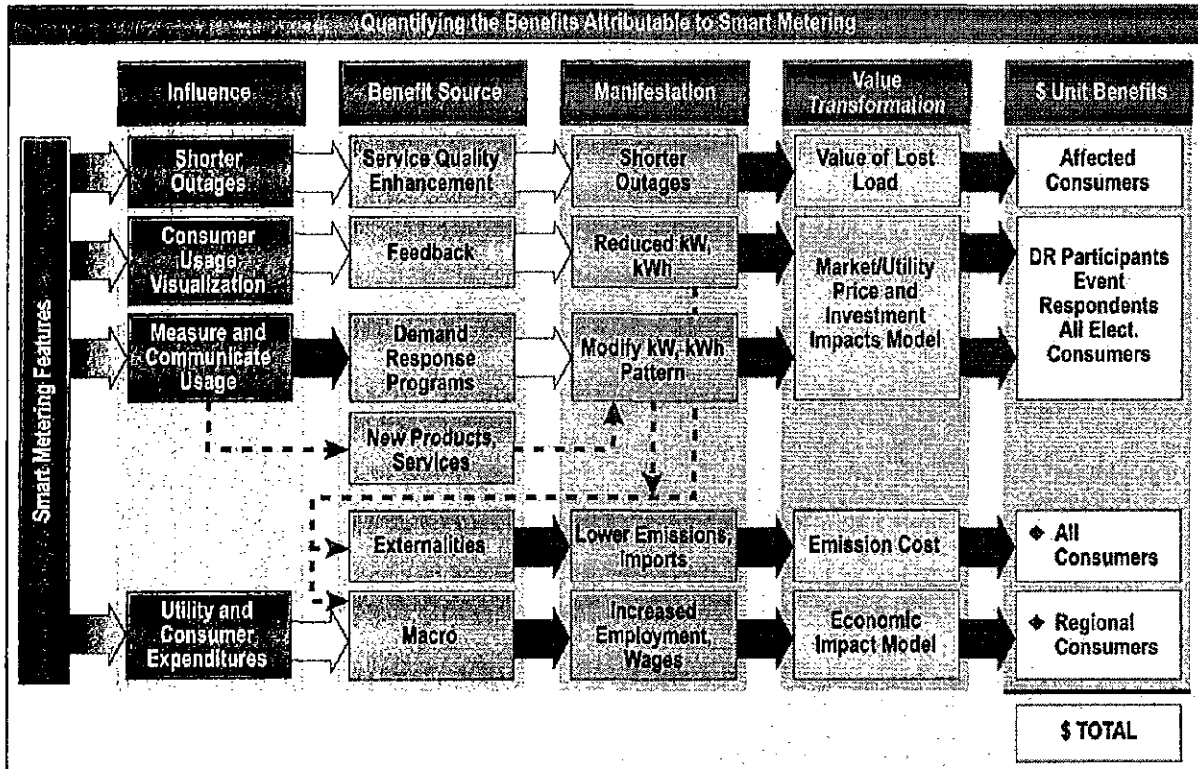 Quantifying the Benefits Attributable to Smart Metering
Influence
Benefit Source
Manifestation
Value
Transformation
$ Unit Benefits
Smart Metering Features
Shorter
Outages
Service Quality
Enhancement
Shorter
Outages
Value of Lost
Load
Affected
Consumers
Consumer
Usage
Visualization
Feedback
Reduced kW,
kWh
Market/Utility
Price and
Investment
Impacts Model
DR Participants
Event
Respondents
All Elect.
Consumers
Measure and
Communicate
Usage
Demand
Response
Programs
Modify kW, kWh
Pattern
New Products,
Services
Externalities
Lower Emissions,
Imports
Emission Cost
❖ All
Consumers
Utility and
Consumer
Expenditures
Macro
Increased
Employment,
Wages
Economic
Impact Model
❖ Regional
Consumers
$ TOTAL